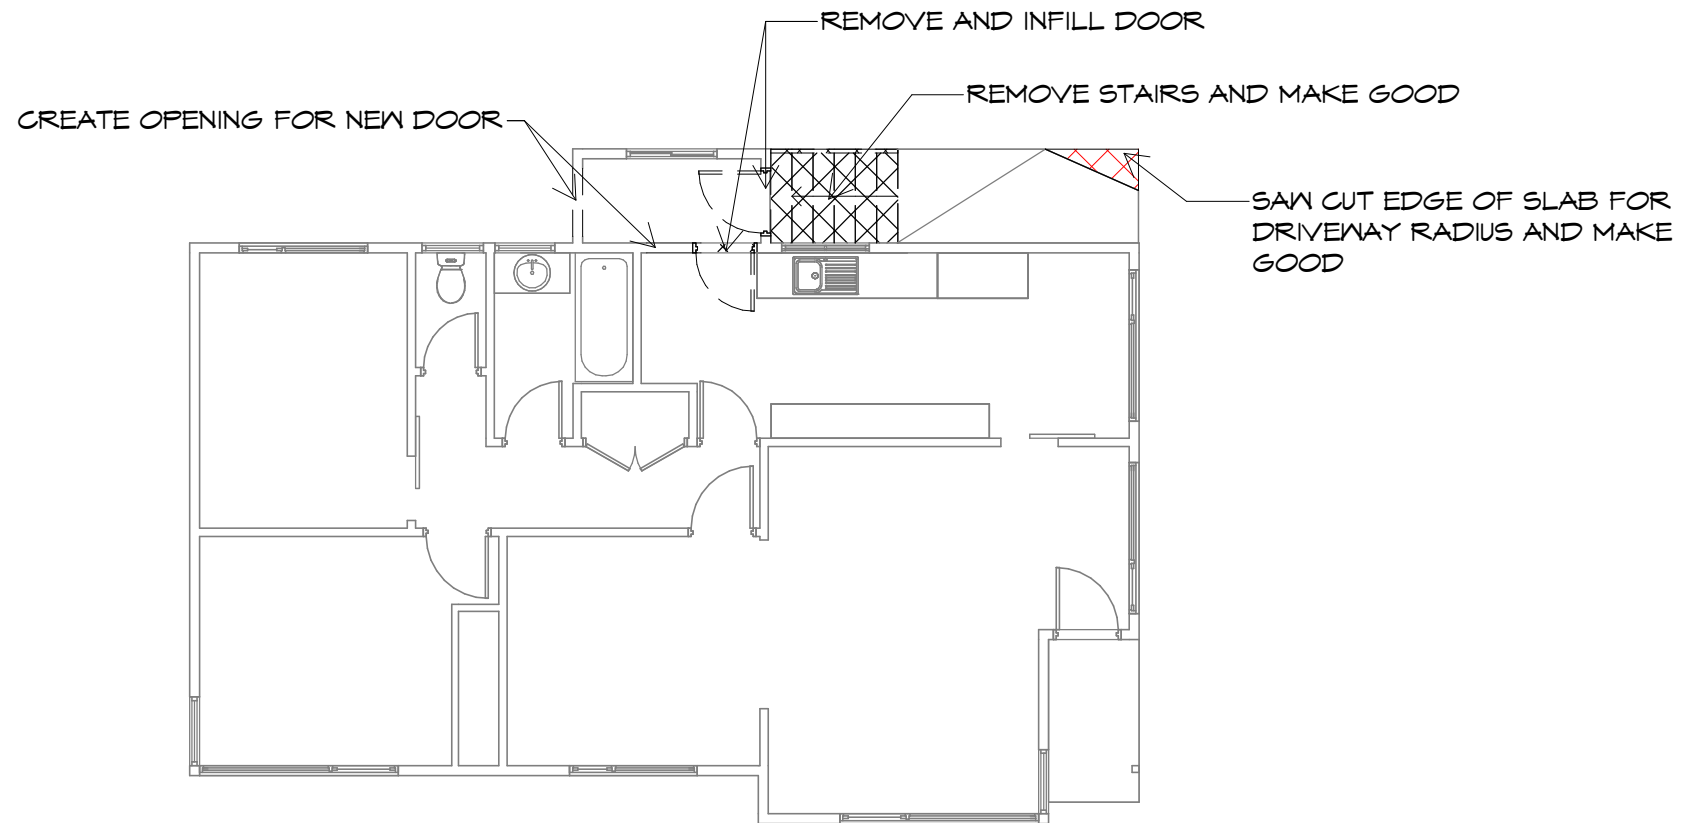 REMOVE AND INFILL DOOR
REMOVE STAIRS AND MAKE GOOD
CREATE OPENING FOR NEW DOOR
SAW CUT EDGE OF SLAB FOR
DRIVEWAY RADIUS AND MAKE
GOOD